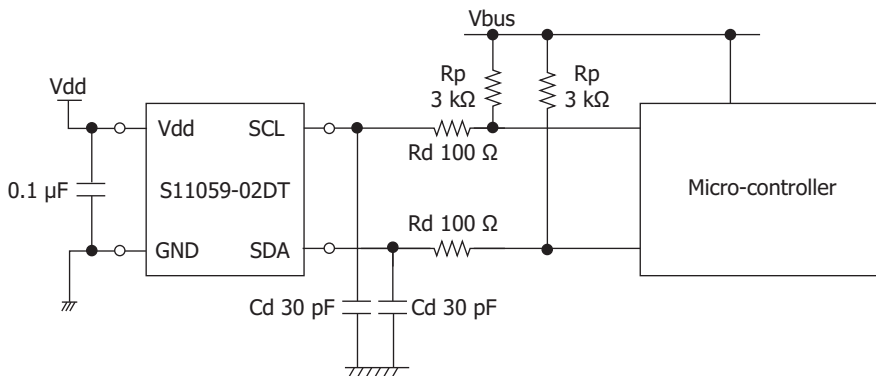 Vbus
Vdd
Rp
3 kΩ
Rp
3 kΩ
Vdd
SCL
Rd 100 Ω
0.1 µF
S11059-02DT
Micro-controller
Rd 100 Ω
GND
SDA
Cd 30 pF
Cd 30 pF